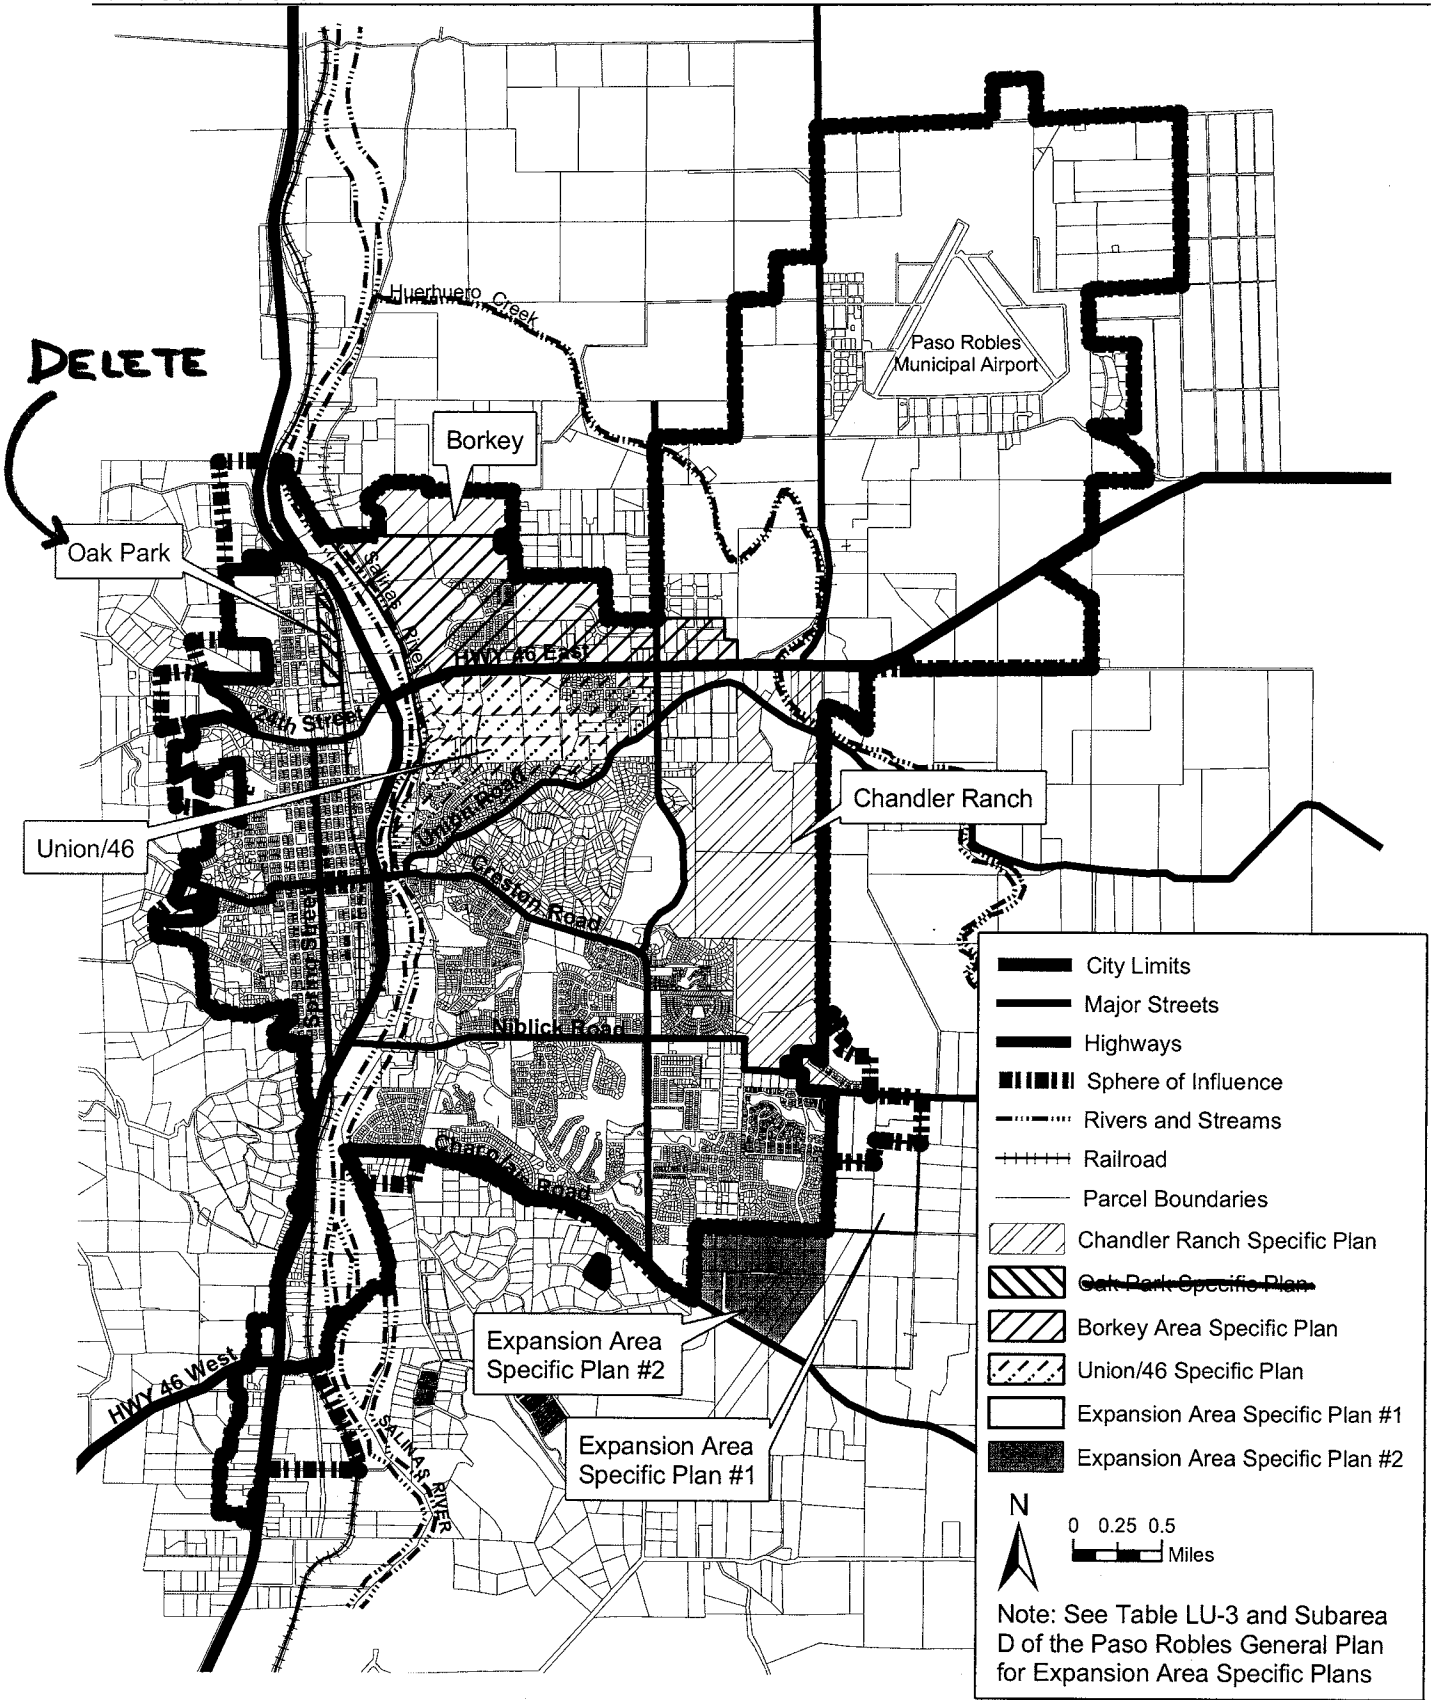 Huerhuero Creek
Paso Robles
Municipal Airport
DELETE
Borkey
Oak Park
Salinas River
HWY 46 East
24th Street
Union Road
Chandler Ranch
Union/46
Creston Road
Spring Street
Niblick Road
Charolais Road
Expansion Area
Specific Plan #2
HWY 46 West
Expansion Area
Specific Plan #1
SALINAS RIVER
City Limits
Major Streets
Highways
Sphere of Influence
Rivers and Streams
Railroad
Parcel Boundaries
Chandler Ranch Specific Plan
Oak Park Specific Plan
Borkey Area Specific Plan
Union/46 Specific Plan
Expansion Area Specific Plan #1
Expansion Area Specific Plan #2
N
0 0.25 0.5
Miles
Note: See Table LU-3 and Subarea
D of the Paso Robles General Plan
for Expansion Area Specific Plans